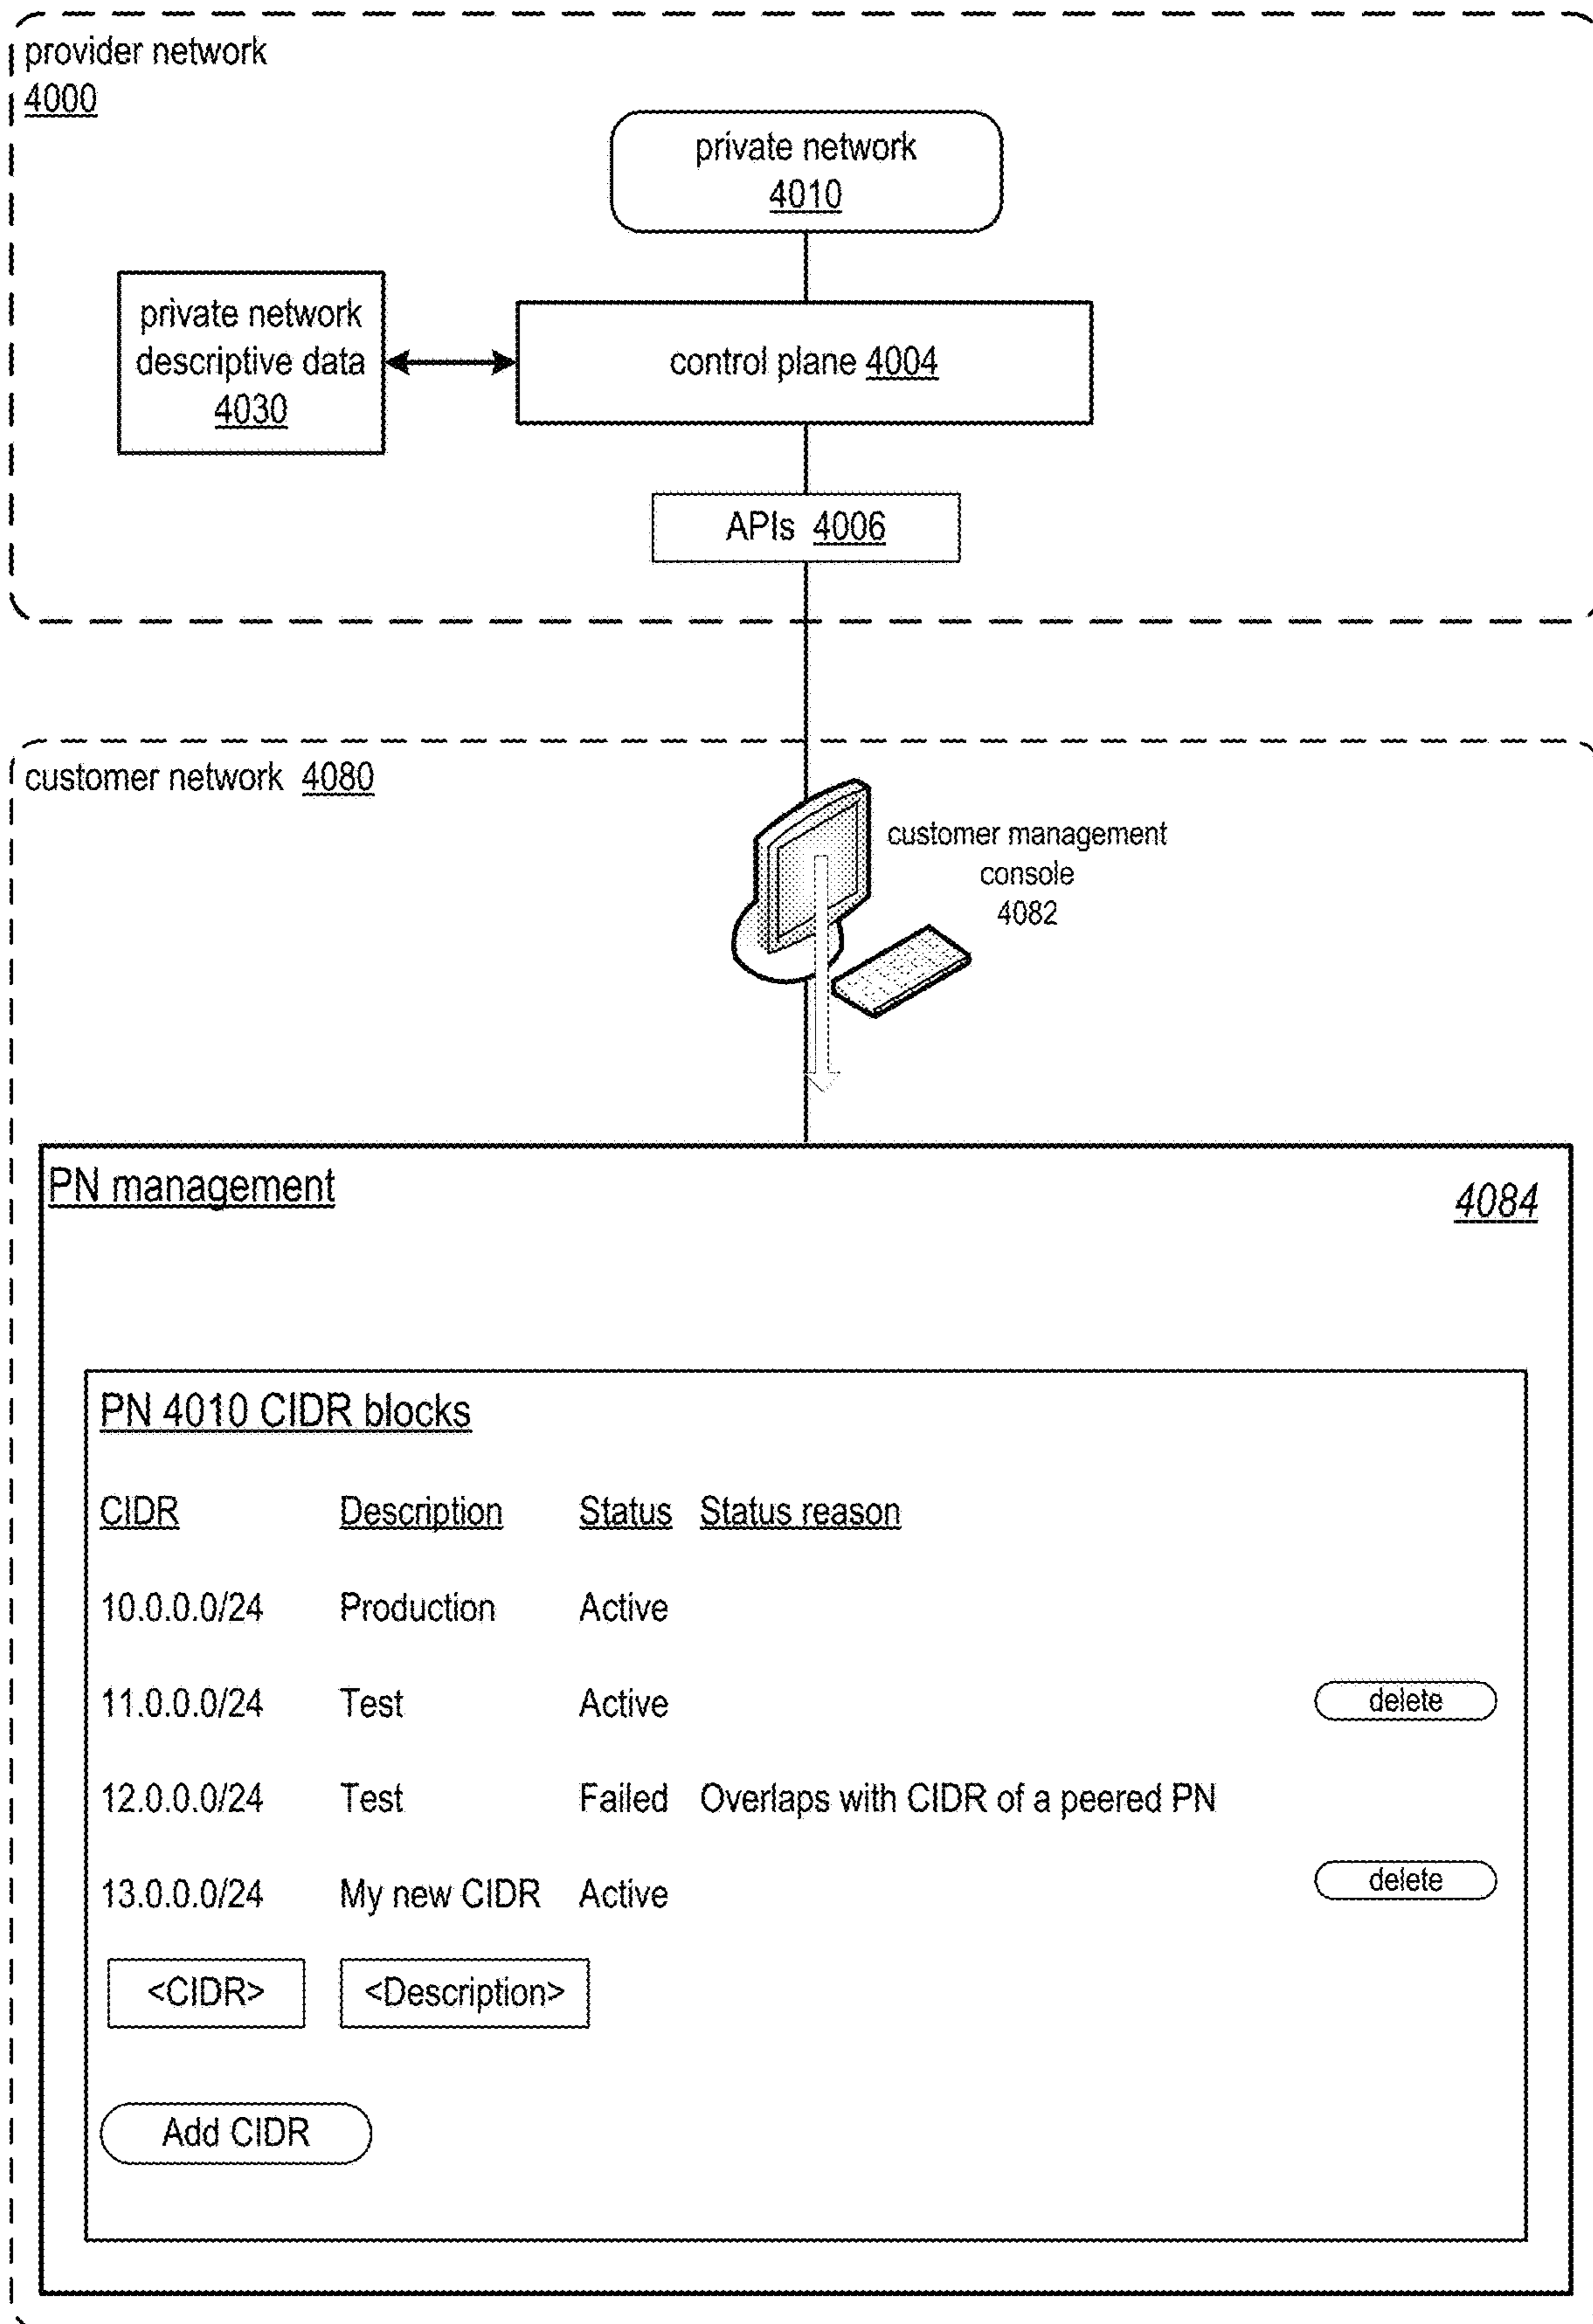 provider network
4000
private network
4010
private network
descriptive data
4030
control plane 4004
APIs 4006
customer network 4080
customer management
console
4082
PN management
4084
PN 4010 CIDR blocks
CIDR Description Status Status reason
10.0.0.0/24 Production Active
11.0.0.0/24 Test Active delete
12.0.0.0/24 Test Failed Overlaps with CIDR of a peered PN
13.0.0.0/24 My new CIDR Active delete
<CIDR> <Description>
Add CIDR